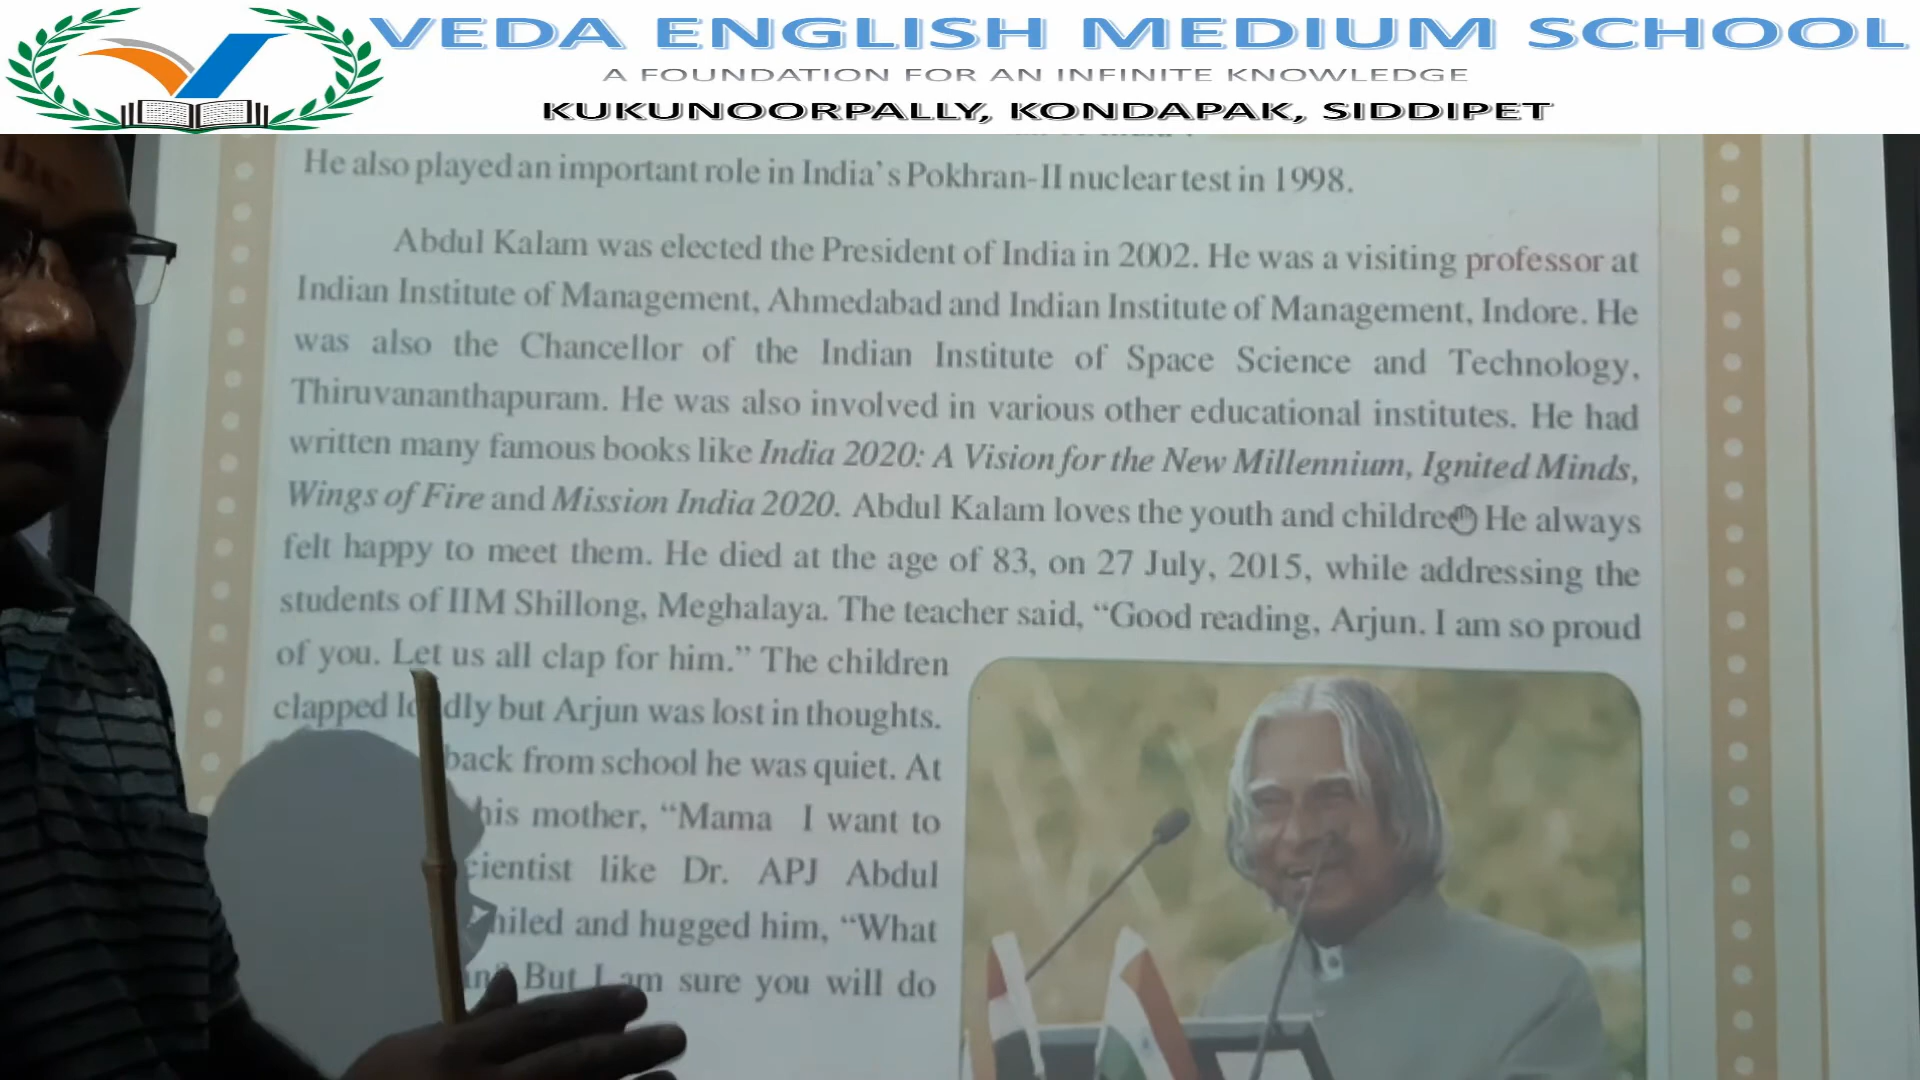 VEDA ENGLISH MEDIUM SCHOOL
A FOUNDATION FOR AN INFINITE KNOWLEDGE
KUKUNOORPALLY, KONDAPAK, SIDDIPET
He also played an important role in India's Pokhran-II nuclear test in 1998.
Abdul Kalam was elected the President of India in 2002. He was a visiting professor at
Indian Institute of Management, Ahmedabad and Indian Institute of Management, Indore. He
was also the Chancellor of the Indian Institute of Space Science and Technology,
Thiruvananthapuram. He was also involved in various other educational institutes. He had
written many famous books like India 2020: A Vision for the New Millennium, Ignited Minds,
Wings of Fire and Mission India 2020. Abdul Kalam loves the youth and children He always
felt happy to meet them. He died at the age of 83, on 27 July, 2015, while addressing the
students of IIM Shillong, Meghalaya. The teacher said, “Good reading, Arjun. I am so proud
of you. Let us all clap for him.” The children
clapped loudly but Arjun was lost in thoughts.
back from school he was quiet. At
his mother, “Mama I want to
like Dr. APJ Abdul
and hugged him, “What
But I am sure you will do